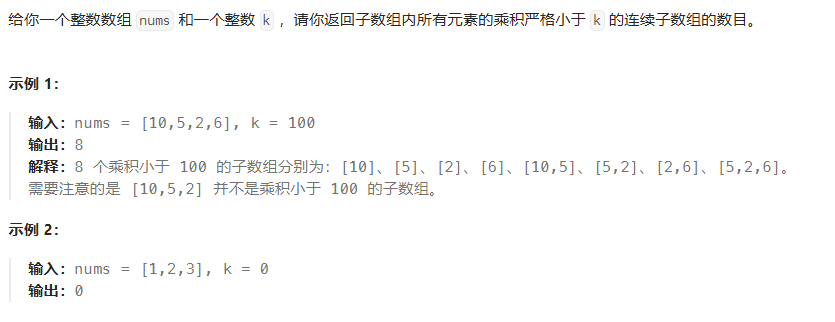 给你一个整数数组 nums 和一个整数 k ，请你返回子数组内所有元素的乘积严格小于 k 的连续子数组的数目。
示例 1：
输入：nums = [10,5,2,6], k = 100
输出：8
解释：8 个乘积小于 100 的子数组分别为：[10]、[5]、[2]、[6]、[10,5]、[5,2]、[2,6]、[5,2,6]。
需要注意的是 [10,5,2] 并不是乘积小于 100 的子数组。
示例 2：
输入：nums = [1,2,3], k = 0
输出：0